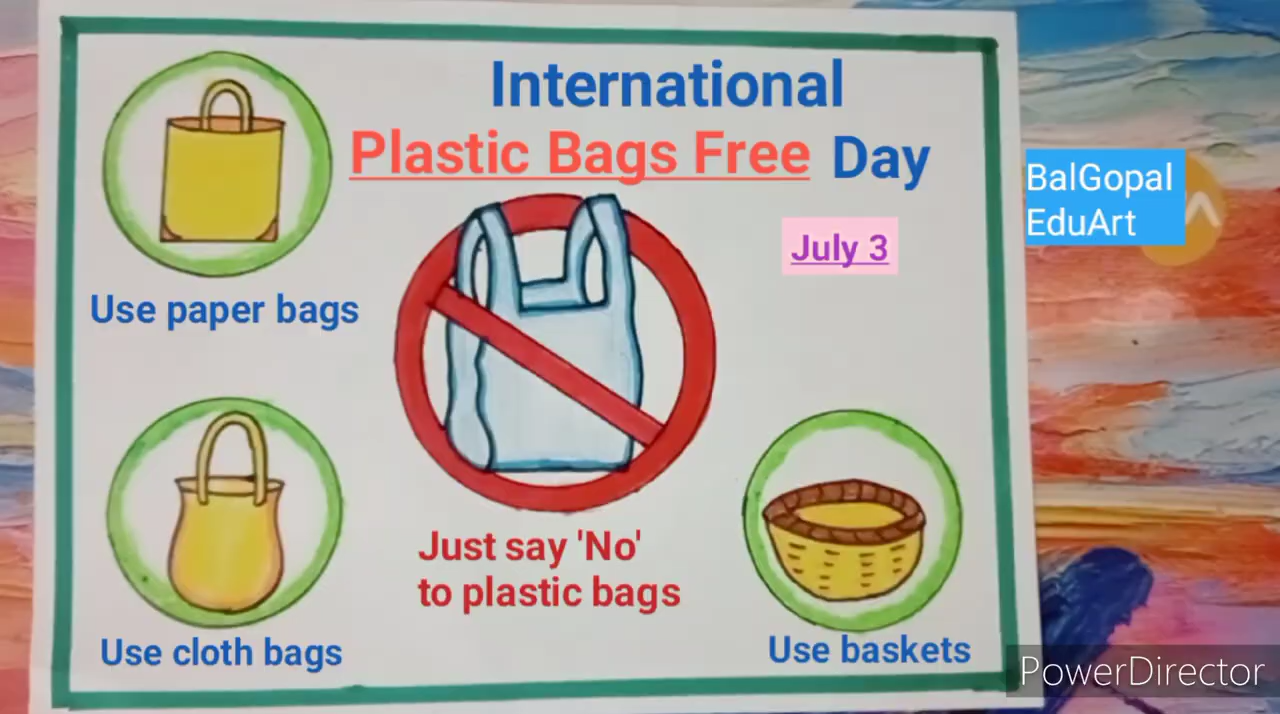 International
Plastic Bags Free Day
July 3
BalGopal
EduArt
Use paper bags
Just say 'No'
to plastic bags
Use cloth bags
Use baskets
PowerDirector